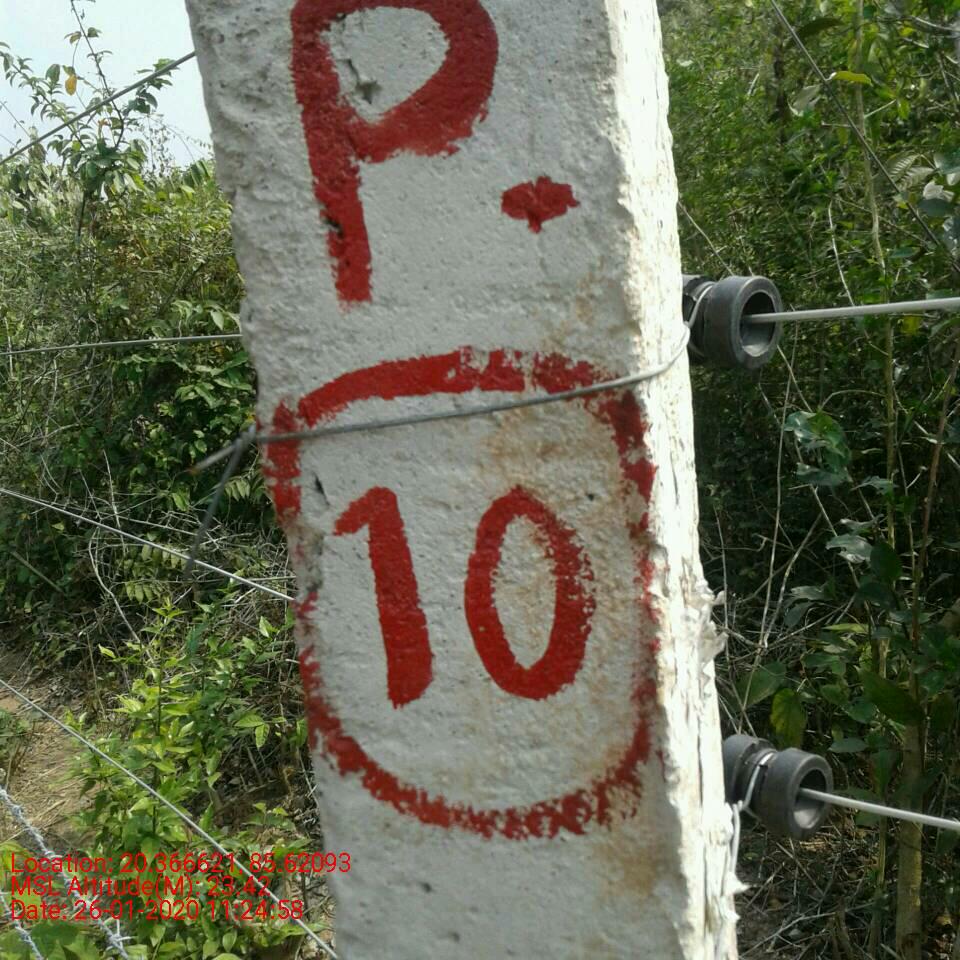 P.
10
Location: 20.366621, 85.62093
MSL Altitude(M): 23.42
Date: 26-01-2020 11:24:58